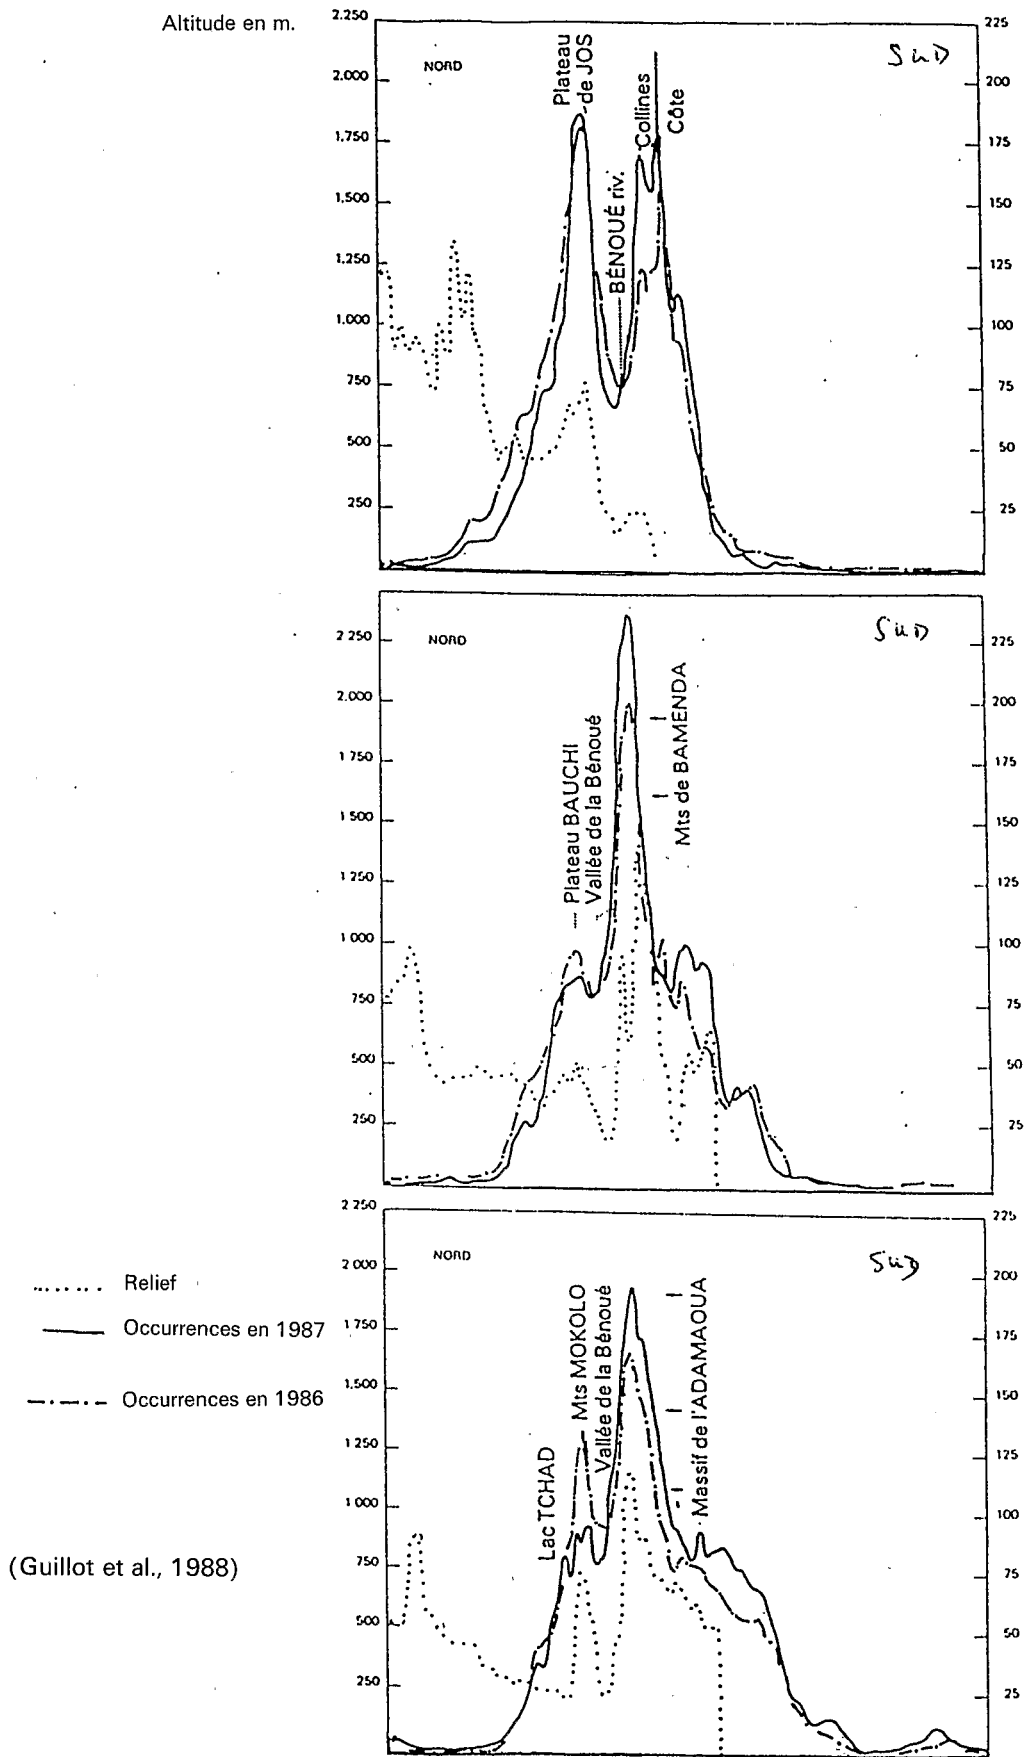 Altitude en m.
2.250
2.000
1.750
1.500
1.250
1.000
750
500
250
NORD
Plateau
de JOS
BÉNOUÉ riv.
Collines
Côte
SUD
225
200
175
150
125
100
75
50
25
2 250
2.000
1 750
1 500
1 250
1 000
750
500
250
NORD
Plateau BAUCHI
Vallée de la Bénoué
Mts de BAMENDA
SUD
225
200
175
150
125
100
75
50
25
2 250
2 000
1 750
1,500
1 250
1 000
750
500
250
NORD
Lac TCHAD
Mts MOKOLO
Vallée de la Bénoué
Massif de l'ADAMAOUA
SUD
225
200
175
150
125
100
75
50
25
Relief
Occurrences en 1987
Occurrences en 1986
(Guillot et al., 1988)